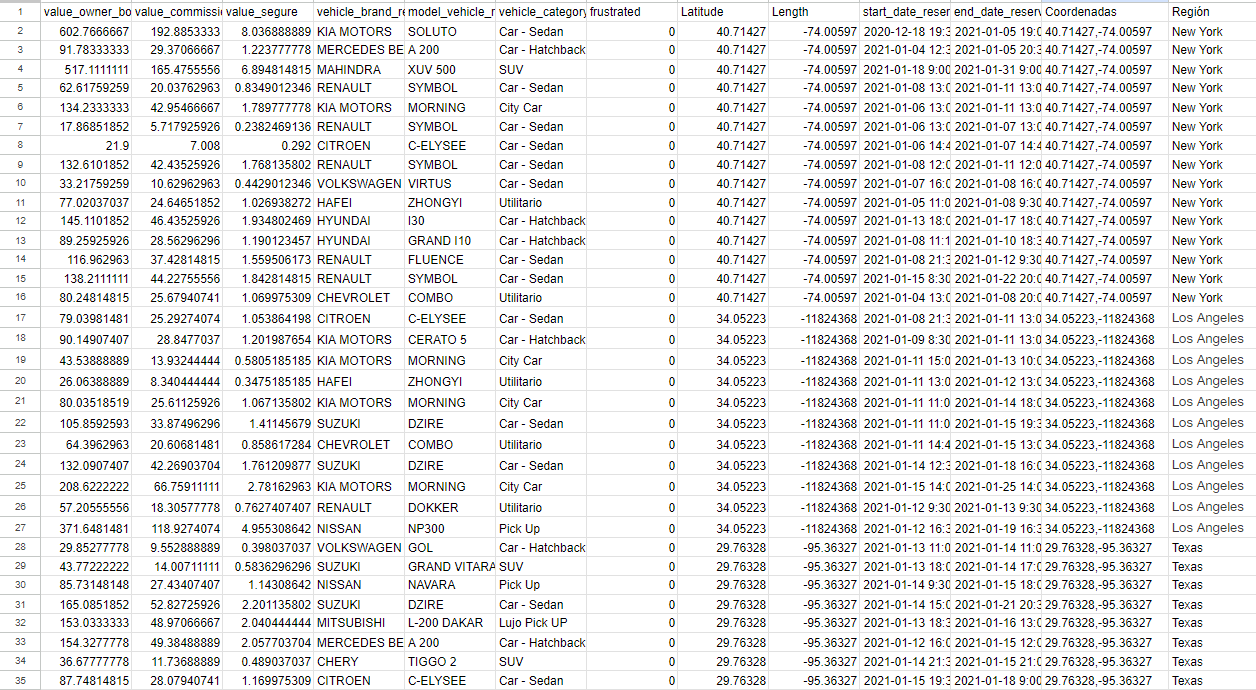 1 value_owner_bo value_commissi value_segure vehicle_brand_re model_vehicle_r vehicle_category frustrated Latitude Length start_date_reser end_date_reserv Coordenadas Región
2 602.7666667 192.8853333 8.036888889 KIA MOTORS SOLUTO Car - Sedan 0 40.71427 -74.00597 2020-12-18 19:3 2021-01-05 19:0 40.71427,-74.00597 New York
3 91.78333333 29.37066667 1.223777778 MERCEDES BE A 200 Car - Hatchback 0 40.71427 -74.00597 2021-01-04 12:3 2021-01-05 20:3 40.71427,-74.00597 New York
4 517.1111111 165.4755556 6.894814815 MAHINDRA XUV 500 SUV 0 40.71427 -74.00597 2021-01-18 9:00 2021-01-31 9:00 40.71427,-74.00597 New York
5 62.61759259 20.03762963 0.8349012346 RENAULT SYMBOL Car - Sedan 0 40.71427 -74.00597 2021-01-08 13:0 2021-01-11 13:0 40.71427,-74.00597 New York
6 134.2333333 42.95466667 1.789777778 KIA MOTORS MORNING City Car 0 40.71427 -74.00597 2021-01-06 13:0 2021-01-11 13:0 40.71427,-74.00597 New York
7 17.86851852 5.717925926 0.2382469136 RENAULT SYMBOL Car - Sedan 0 40.71427 -74.00597 2021-01-06 13:0 2021-01-07 13:0 40.71427,-74.00597 New York
8 21.9 7.008 0.292 CITROEN C-ELYSEE Car - Sedan 0 40.71427 -74.00597 2021-01-06 14:4 2021-01-07 14:4 40.71427,-74.00597 New York
9 132.6101852 42.43525926 1.768135802 RENAULT SYMBOL Car - Sedan 0 40.71427 -74.00597 2021-01-08 12:0 2021-01-11 12:0 40.71427,-74.00597 New York
10 33.21759259 10.62962963 0.4429012346 VOLKSWAGEN VIRTUS Car - Sedan 0 40.71427 -74.00597 2021-01-07 16:0 2021-01-08 16:0 40.71427,-74.00597 New York
11 77.02037037 24.64651852 1.026938272 HAFEI ZHONGYI Utilitario 0 40.71427 -74.00597 2021-01-05 11:0 2021-01-08 9:30 40.71427,-74.00597 New York
12 145.1101852 46.43525926 1.934802469 HYUNDAI I30 Car - Hatchback 0 40.71427 -74.00597 2021-01-13 18:0 2021-01-17 18:0 40.71427,-74.00597 New York
13 89.25925926 28.56296296 1.190123457 HYUNDAI GRAND I10 Car - Hatchback 0 40.71427 -74.00597 2021-01-08 11:1 2021-01-10 18:3 40.71427,-74.00597 New York
14 116.962963 37.42814815 1.559506173 RENAULT FLUENCE Car - Sedan 0 40.71427 -74.00597 2021-01-08 21:3 2021-01-12 9:30 40.71427,-74.00597 New York
15 138.2111111 44.22755556 1.842814815 RENAULT SYMBOL Car - Sedan 0 40.71427 -74.00597 2021-01-15 8:30 2021-01-22 20:0 40.71427,-74.00597 New York
16 80.24814815 25.67940741 1.069975309 CHEVROLET COMBO Utilitario 0 40.71427 -74.00597 2021-01-04 13:0 2021-01-08 20:0 40.71427,-74.00597 New York
17 79.03981481 25.29274074 1.053864198 CITROEN C-ELYSEE Car - Sedan 0 34.05223 -11824368 2021-01-08 21:3 2021-01-11 13:0 34.05223,-11824368 Los Angeles
18 90.14907407 28.8477037 1.201987654 KIA MOTORS CERATO 5 Car - Hatchback 0 34.05223 -11824368 2021-01-09 8:30 2021-01-11 13:0 34.05223,-11824368 Los Angeles
19 43.53888889 13.93244444 0.5805185185 KIA MOTORS MORNING City Car 0 34.05223 -11824368 2021-01-11 15:0 2021-01-13 10:0 34.05223,-11824368 Los Angeles
20 26.06388889 8.340444444 0.3475185185 HAFEI ZHONGYI Utilitario 0 34.05223 -11824368 2021-01-11 13:0 2021-01-12 13:0 34.05223,-11824368 Los Angeles
21 80.03518519 25.61125926 1.067135802 KIA MOTORS MORNING City Car 0 34.05223 -11824368 2021-01-11 11:0 2021-01-14 18:0 34.05223,-11824368 Los Angeles
22 105.8592593 33.87496296 1.41145679 SUZUKI DZIRE Car - Sedan 0 34.05223 -11824368 2021-01-11 11:0 2021-01-15 19:3 34.05223,-11824368 Los Angeles
23 64.3962963 20.60681481 0.858617284 CHEVROLET COMBO Utilitario 0 34.05223 -11824368 2021-01-11 14:4 2021-01-15 13:0 34.05223,-11824368 Los Angeles
24 132.0907407 42.26903704 1.761209877 SUZUKI DZIRE Car - Sedan 0 34.05223 -11824368 2021-01-14 12:3 2021-01-18 16:0 34.05223,-11824368 Los Angeles
25 208.6222222 66.75911111 2.78162963 KIA MOTORS MORNING City Car 0 34.05223 -11824368 2021-01-15 14:0 2021-01-25 14:0 34.05223,-11824368 Los Angeles
26 57.20555556 18.30577778 0.7627407407 RENAULT DOKKER Utilitario 0 34.05223 -11824368 2021-01-12 9:30 2021-01-13 9:30 34.05223,-11824368 Los Angeles
27 371.6481481 118.9274074 4.955308642 NISSAN NP300 Pick Up 0 34.05223 -11824368 2021-01-12 16:3 2021-01-19 16:3 34.05223,-11824368 Los Angeles
28 29.85277778 9.552888889 0.398037037 VOLKSWAGEN GOL Car - Hatchback 0 29.76328 -95.36327 2021-01-13 11:0 2021-01-14 11:0 29.76328,-95.36327 Texas
29 43.77222222 14.00711111 0.5836296296 SUZUKI GRAND VITARA SUV 0 29.76328 -95.36327 2021-01-13 18:0 2021-01-14 17:0 29.76328,-95.36327 Texas
30 85.73148148 27.43407407 1.14308642 NISSAN NAVARA Pick Up 0 29.76328 -95.36327 2021-01-14 9:30 2021-01-15 18:0 29.76328,-95.36327 Texas
31 165.0851852 52.82725926 2.201135802 SUZUKI DZIRE Car - Sedan 0 29.76328 -95.36327 2021-01-14 15:0 2021-01-21 20:3 29.76328,-95.36327 Texas
32 153.0333333 48.97066667 2.040444444 MITSUBISHI L-200 DAKAR Lujo Pick UP 0 29.76328 -95.36327 2021-01-13 18:3 2021-01-16 13:0 29.76328,-95.36327 Texas
33 154.3277778 49.38488889 2.057703704 MERCEDES BE A 200 Car - Hatchback 0 29.76328 -95.36327 2021-01-12 16:0 2021-01-15 12:0 29.76328,-95.36327 Texas
34 36.67777778 11.73688889 0.489037037 CHERY TIGGO 2 SUV 0 29.76328 -95.36327 2021-01-14 21:3 2021-01-15 21:0 29.76328,-95.36327 Texas
35 87.74814815 28.07940741 1.169975309 CITROEN C-ELYSEE Car - Sedan 0 29.76328 -95.36327 2021-01-15 19:3 2021-01-18 9:00 29.76328,-95.36327 Texas